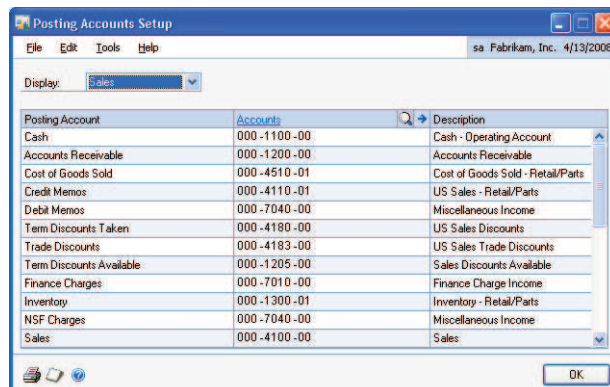 Posting Accounts Setup
File Edit Tools Help sa Fabrikam, Inc. 4/13/2008
Display: Sales
Posting Account Accounts Description
Cash 000 -1100 -00 Cash - Operating Account
Accounts Receivable 000 -1200 -00 Accounts Receivable
Cost of Goods Sold 000 -4510 -01 Cost of Goods Sold - Retail/Parts
Credit Memos 000 -4110 -01 US Sales - Retail/Parts
Debit Memos 000 -7040 -00 Miscellaneous Income
Term Discounts Taken 000 -4180 -00 US Sales Discounts
Trade Discounts 000 -4183 -00 US Sales Trade Discounts
Term Discounts Available 000 -1205 -00 Sales Discounts Available
Finance Charges 000 -7010 -00 Finance Charge Income
Inventory 000 -1300 -01 Inventory - Retail/Parts
NSF Charges 000 -7040 -00 Miscellaneous Income
Sales 000 -4100 -00 Sales
OK